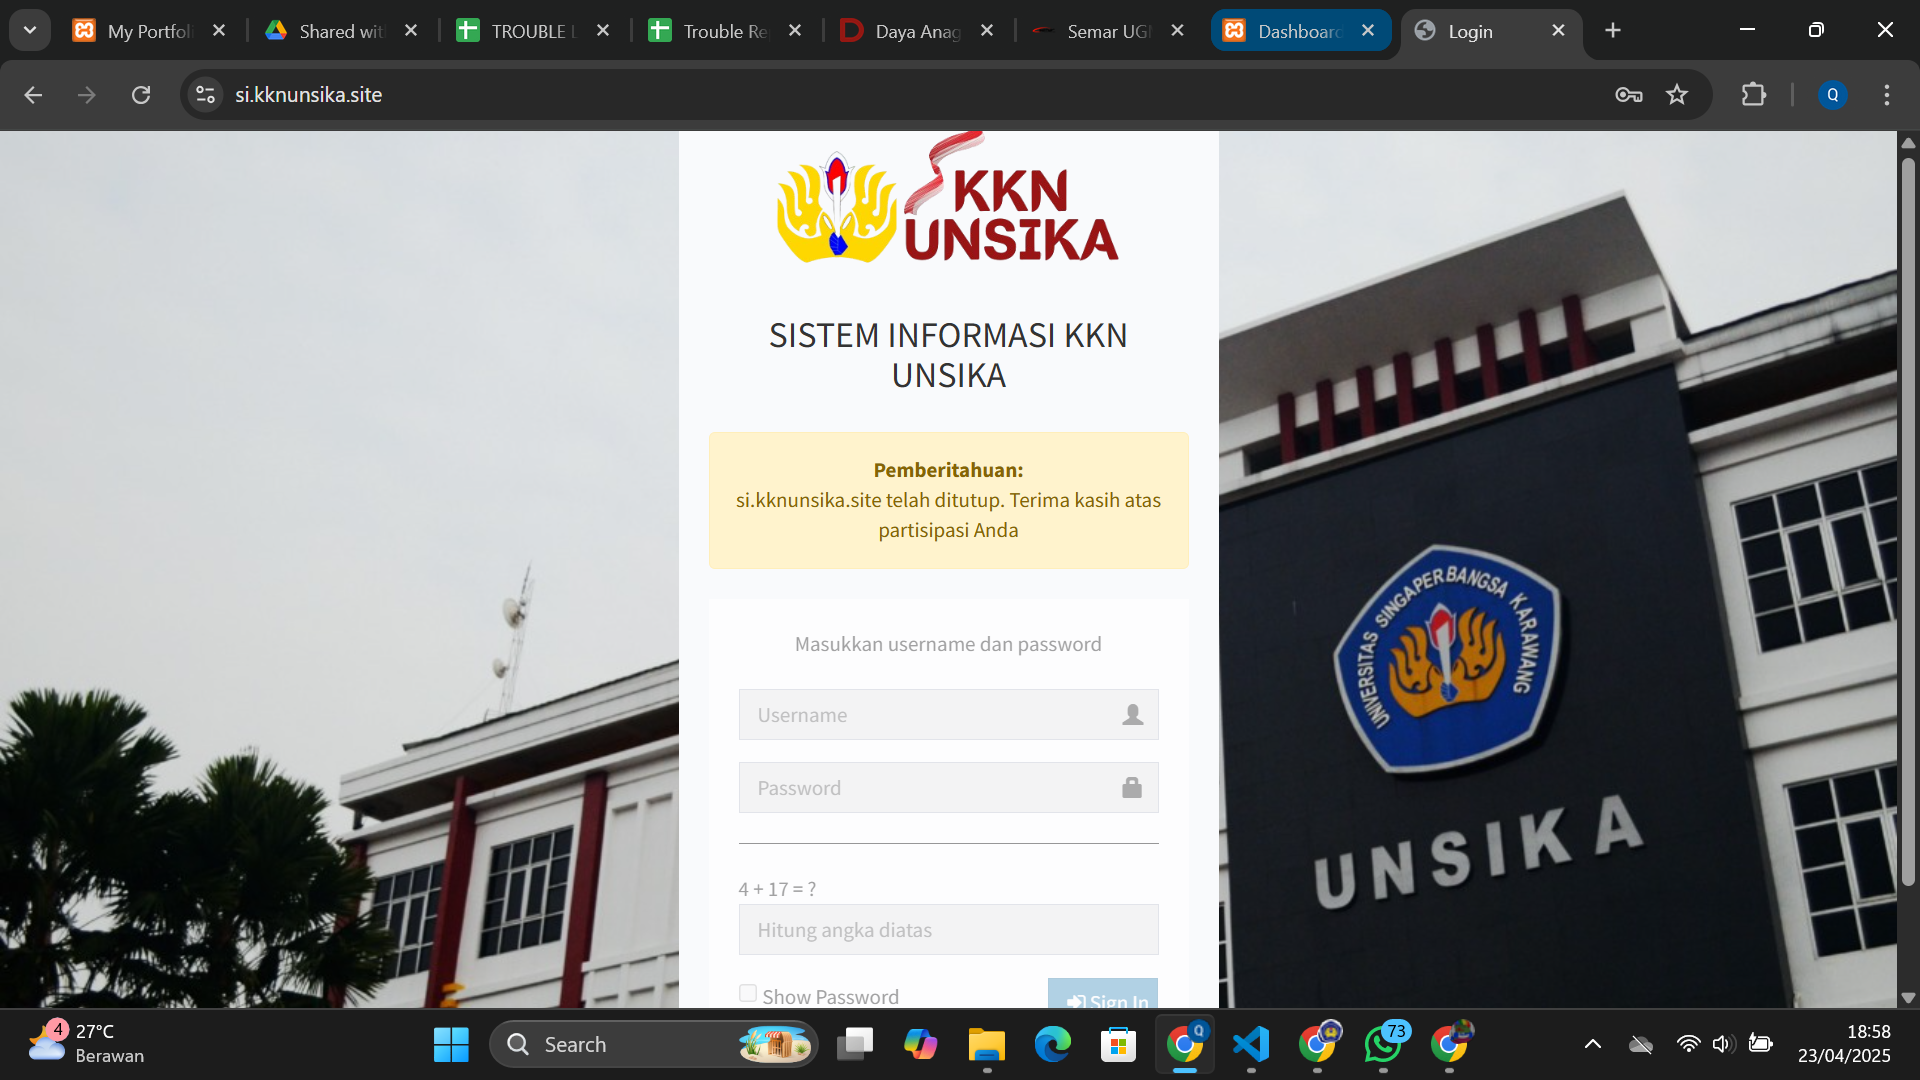 My Portfoli
Shared wit
TROUBLE L
Trouble Re
Daya Anag
Semar UGM
Dashboard
Login
si.kknunsika.site
Q
KKN
UNSIKA
SISTEM INFORMASI KKN
UNSIKA
Pemberitahuan:
si.kknunsika.site telah ditutup. Terima kasih atas
partisipasi Anda
Masukkan username dan password
Username
Password
4 + 17 = ?
Hitung angka diatas
Show Password
Sign In
UNIVERSITAS SINGAPERBANGSA KARAWANG
UNSIKA
4
27°C
Berawan
Search
Q
73
18:58
23/04/2025